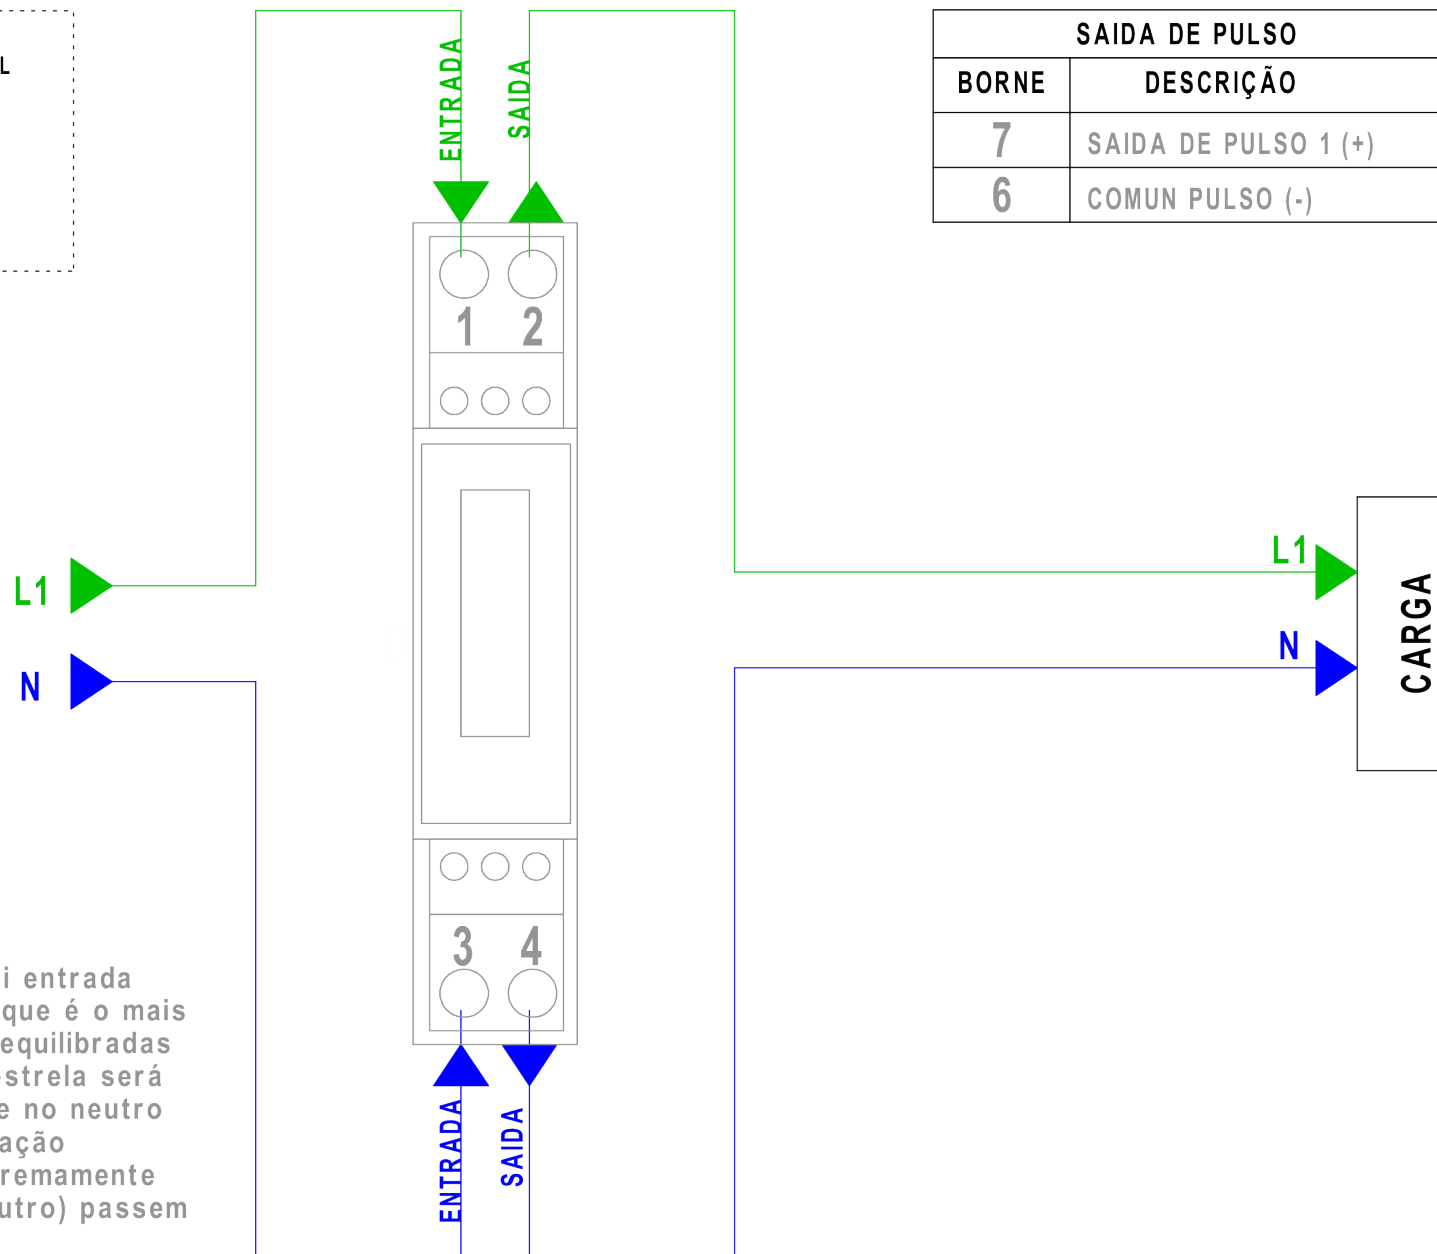 L
ENTRADA
SAIDA
SAIDA DE PULSO
BORNE DESCRIÇÃO
7 SAIDA DE PULSO 1 (+)
6 COMUN PULSO (-)
1 2
L1
N
L1
N
CARGA
3 4
i entrada
que é o mais
equilibradas
estrela será
e no neutro
ação
remamente
utro) passem
ENTRADA
SAIDA